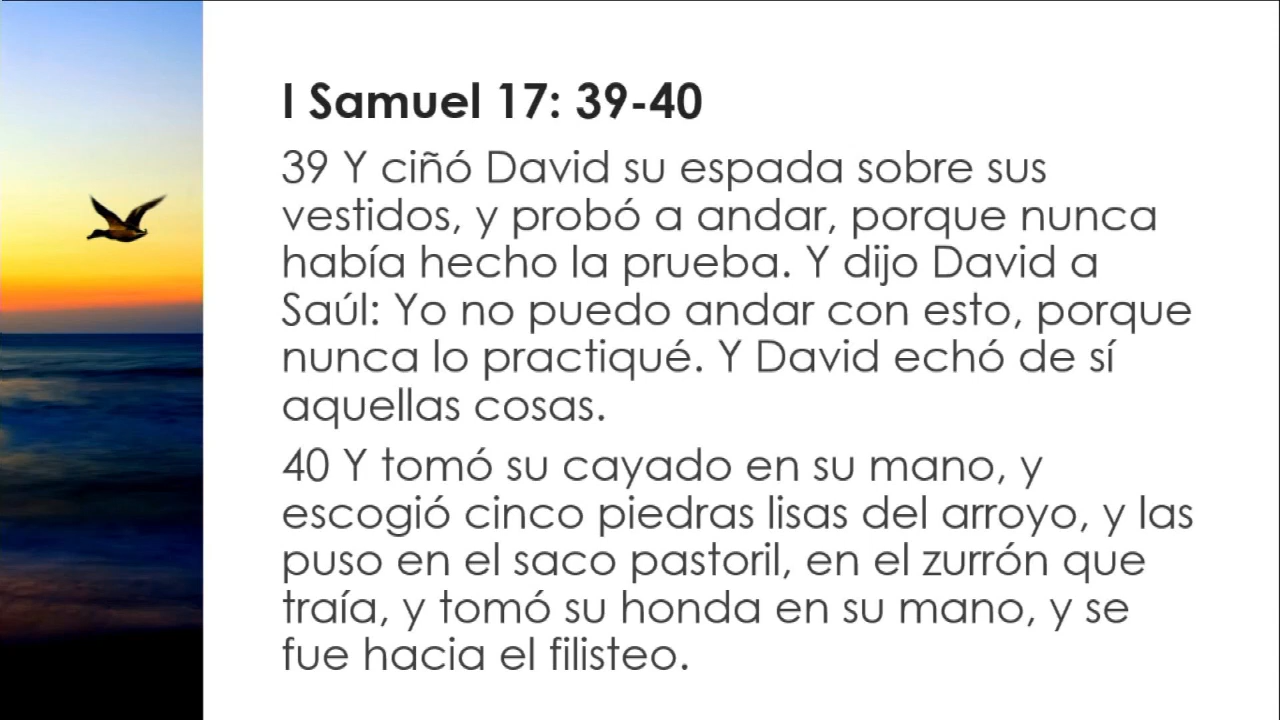 I Samuel 17: 39-40
39 Y ciñó David su espada sobre sus
vestidos, y probó a andar, porque nunca
había hecho la prueba. Y dijo David a
Saúl: Yo no puedo andar con esto, porque
nunca lo practiqué. Y David echó de sí
aquellas cosas.
40 Y tomó su cayado en su mano, y
escogió cinco piedras lisas del arroyo, y las
puso en el saco pastoril, en el zurrón que
traía, y tomó su honda en su mano, y se
fue hacia el filisteo.